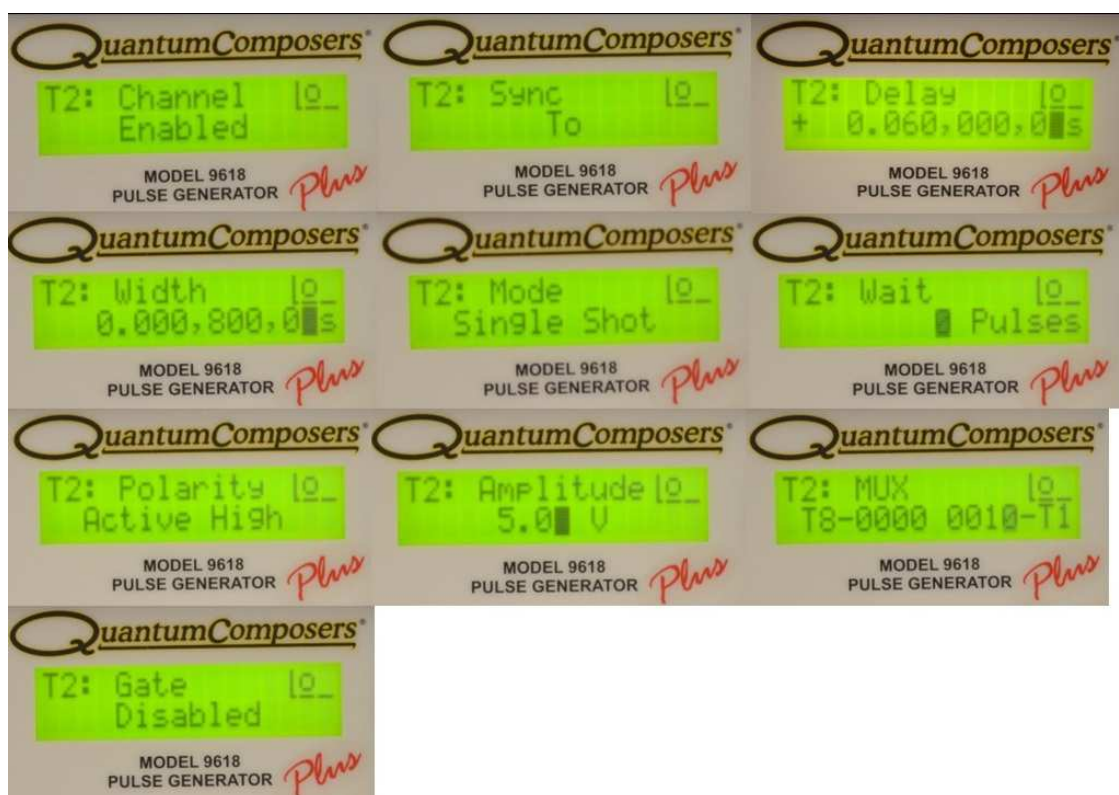 QuantumComposers
T2: Channel
Enabled
MODEL 9618
PULSE GENERATOR Plus
QuantumComposers
T2: Sync
To
MODEL 9618
PULSE GENERATOR Plus
QuantumComposers
T2: Delay
+ 0.060,000,0 s
MODEL 9618
PULSE GENERATOR Plus
QuantumComposers
T2: Width
0.000,800,0 s
MODEL 9618
PULSE GENERATOR Plus
QuantumComposers
T2: Mode
Single Shot
MODEL 9618
PULSE GENERATOR Plus
QuantumComposers
T2: Wait
0 Pulses
MODEL 9618
PULSE GENERATOR Plus
QuantumComposers
T2: Polarity
Active High
MODEL 9618
PULSE GENERATOR Plus
QuantumComposers
T2: Amplitude
5.0 V
MODEL 9618
PULSE GENERATOR Plus
QuantumComposers
T2: MUX
T8-0000 0010-T1
MODEL 9618
PULSE GENERATOR Plus
QuantumComposers
T2: Gate
Disabled
MODEL 9618
PULSE GENERATOR Plus